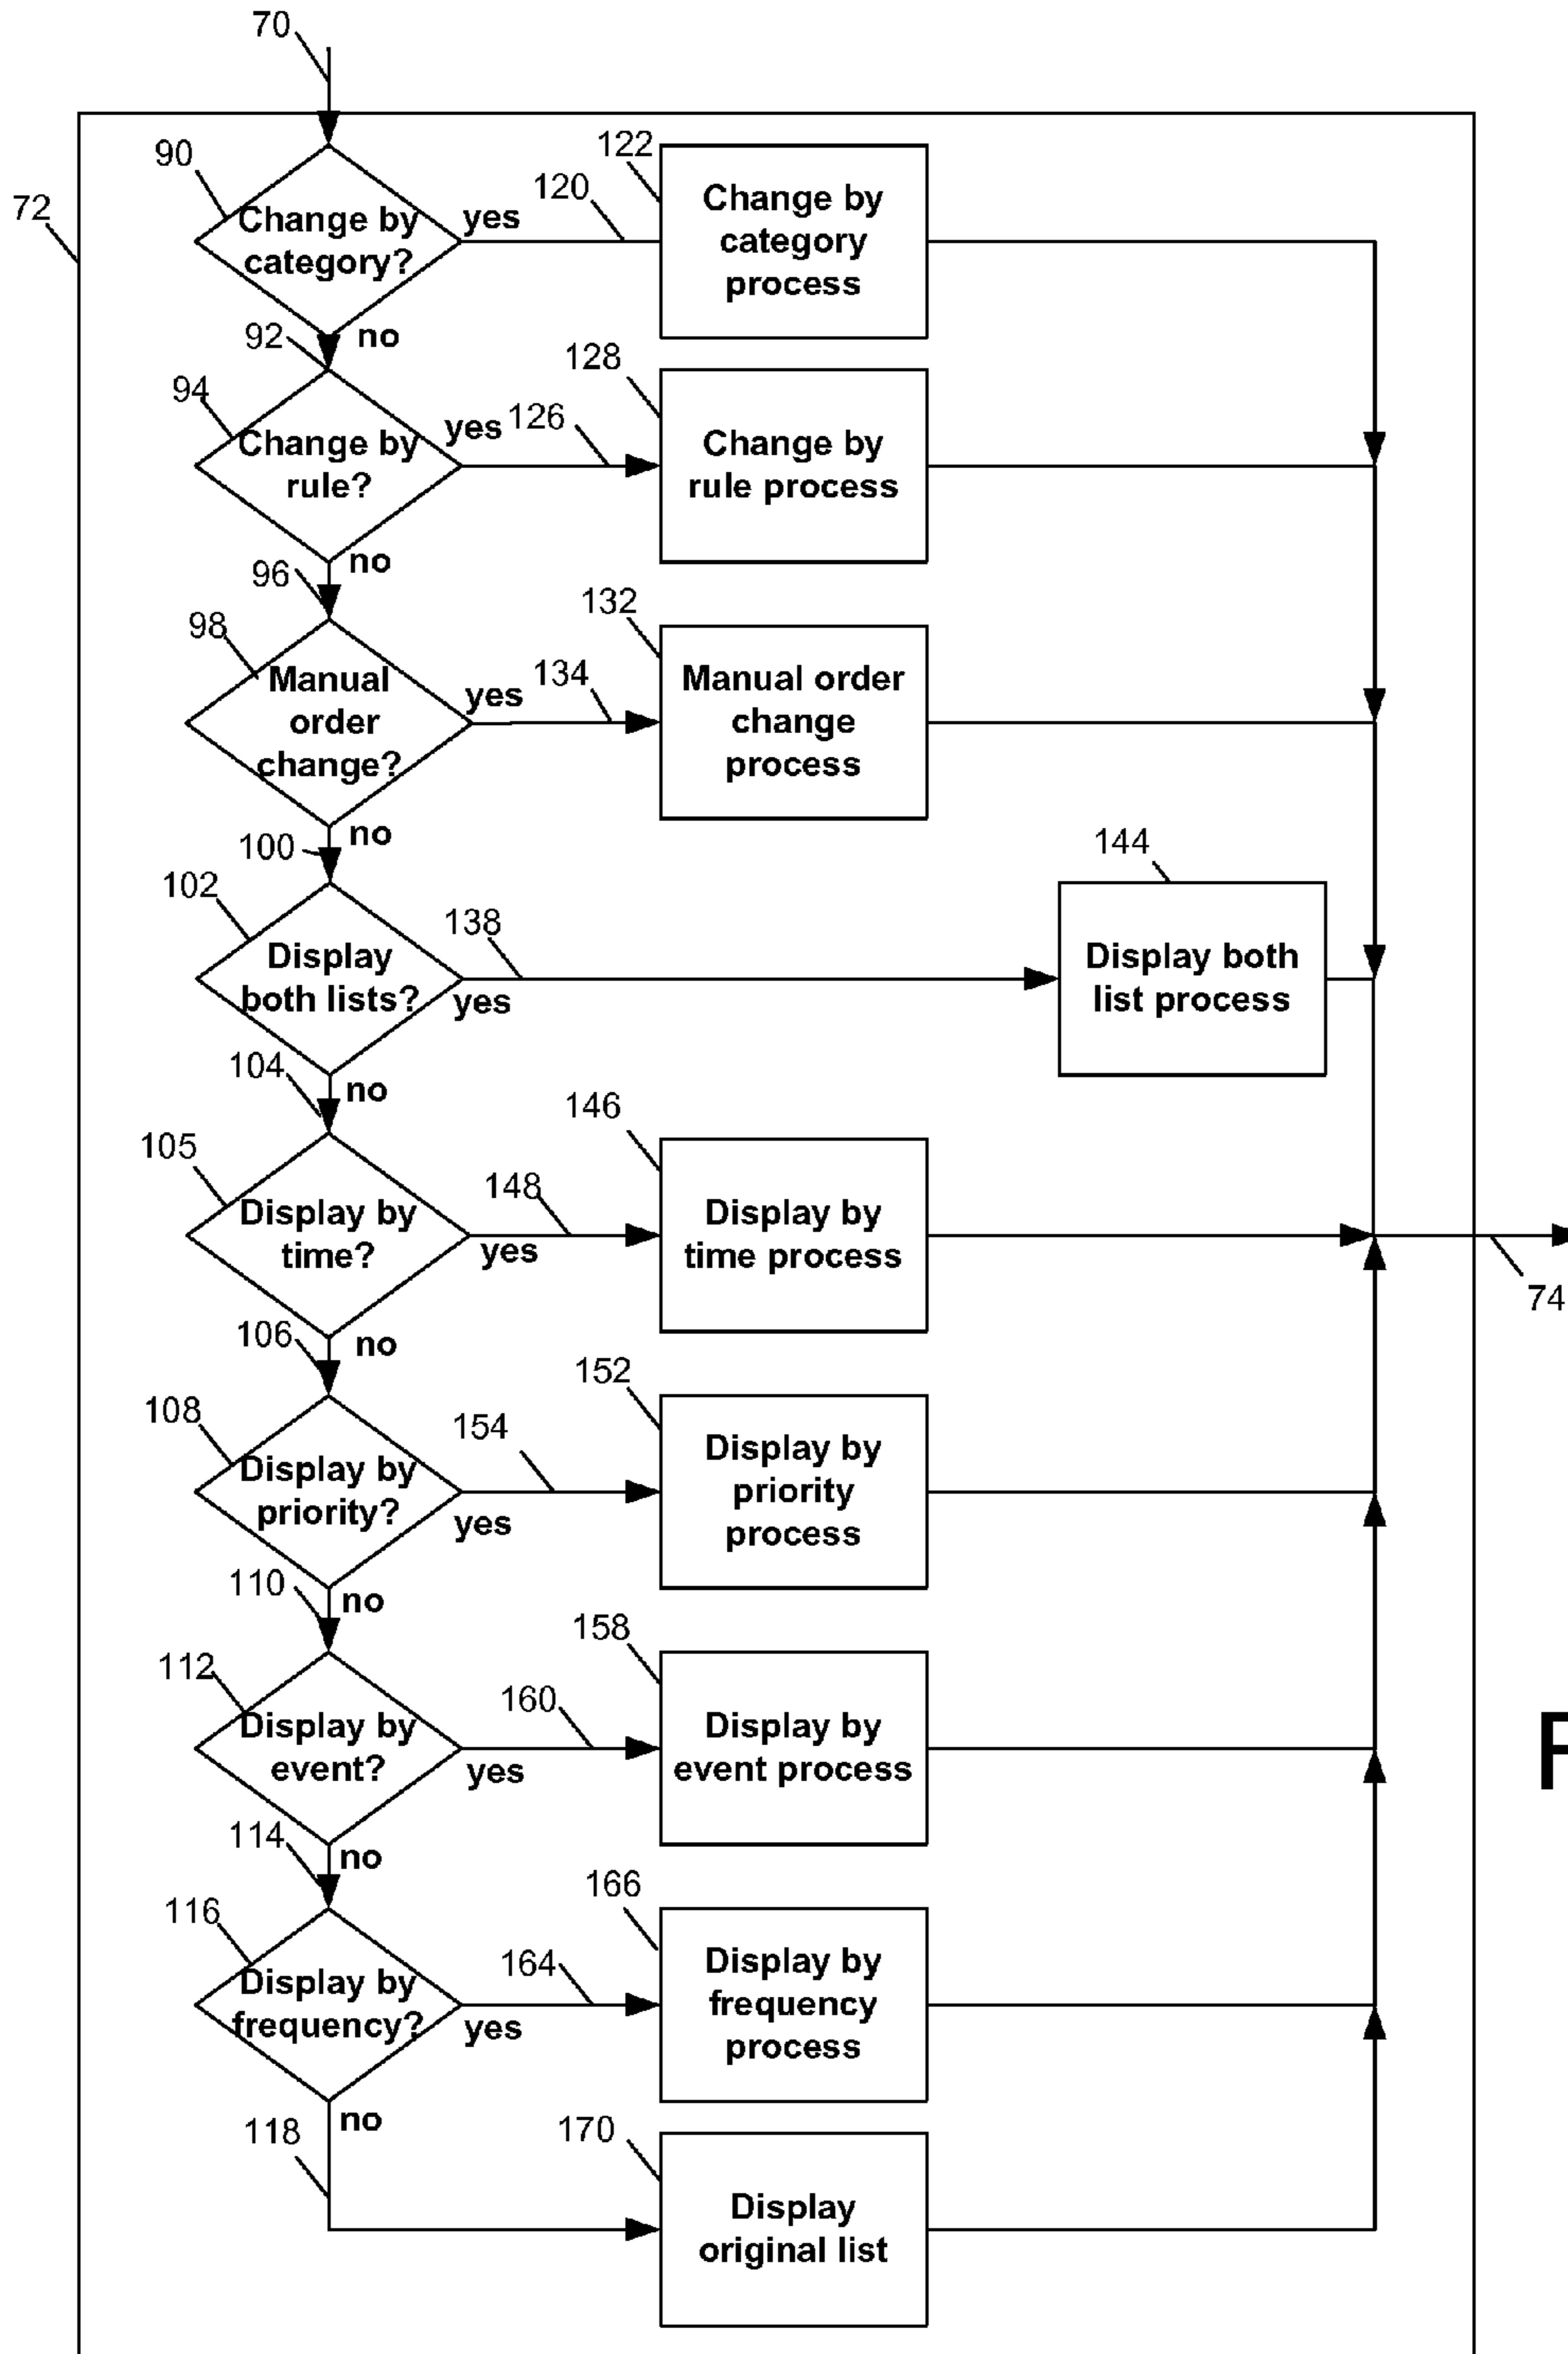 70
72
90
Change by
category?
yes
120
122
Change by
category
process
92
no
94
Change by
rule?
yes
126
128
Change by
rule process
96
no
98
Manual
order
change?
yes
134
132
Manual order
change
process
100
no
102
Display
both lists?
138
yes
144
Display both
list process
104
no
105
Display by
time?
148
yes
146
Display by
time process
74
106
no
108
Display by
priority?
154
yes
152
Display by
priority
process
110
no
112
Display by
event?
160
yes
158
Display by
event process
114
no
116
Display by
frequency?
164
yes
166
Display by
frequency
process
118
no
170
Display
original list
F